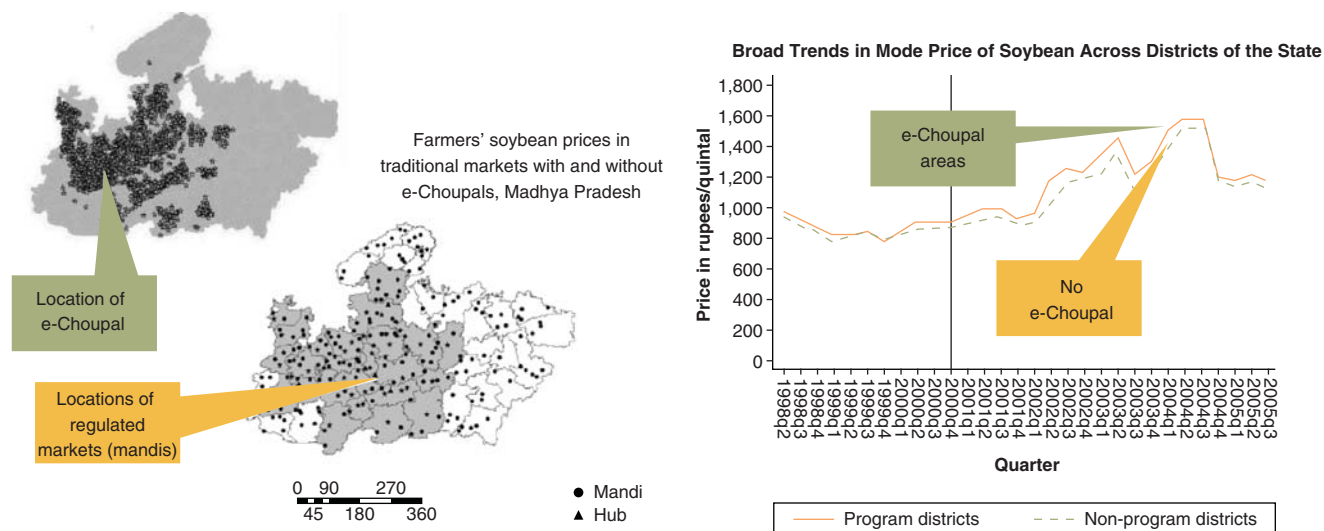 Location of
e-Choupal
Farmers' soybean prices in
traditional markets with and without
e-Choupals, Madhya Pradesh
Locations of
regulated
markets (mandis)
0 90 270
45 180 360
Mandi
Hub
Broad Trends in Mode Price of Soybean Across Districts of the State
Price in rupees/quintal
1,800
1,600
1,400
1,200
1,000
800
600
400
200
0
e-Choupal
areas
No
e-Choupal
1998q2
1998q3
1998q4
1999q1
1999q2
1999q3
1999q4
2000q1
2000q2
2000q3
2000q4
2001q1
2001q2
2001q3
2001q4
2002q1
2002q2
2002q3
2002q4
2003q1
2003q2
2003q3
2003q4
2004q1
2004q2
2004q3
2004q4
2005q1
2005q2
2005q3
Quarter
Program districts
Non-program districts